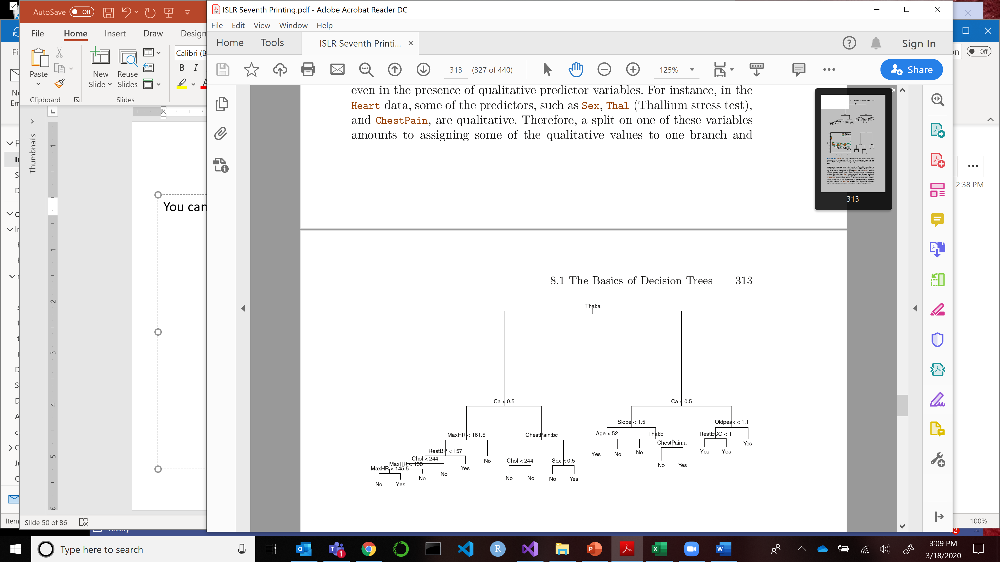 AutoSave Off
File Home Insert Draw Design
Paste
New Slide
Reuse Slides
Clipboard
Slides
Calibri (B
B I
Thumbnails
You can
Slide 50 of 86
ISLR Seventh Printing.pdf - Adobe Acrobat Reader DC
File Edit View Window Help
Home Tools ISLR Seventh Printi... Sign In
313 (327 of 440) 125% Share
even in the presence of qualitative predictor variables. For instance, in the
Heart data, some of the predictors, such as Sex, Thal (Thallium stress test),
and ChestPain, are qualitative. Therefore, a split on one of these variables
amounts to assigning some of the qualitative values to one branch and
313
8.1 The Basics of Decision Trees 313
Thal:a
Ca < 0.5 Ca < 0.5
Slope < 1.5 Oldpeak < 1.1
MaxHR < 161.5 ChestPain:bc Age < 52 Thal:b RestECG < 1
ChestPain:a Yes
RestBP < 157 Yes No No Yes Yes
Chol < 244 No Chol < 244 Sex < 0.5
MaxHR < 156 No Yes
MaxHR < 145.5 Yes
No No No No No Yes
No Yes
Off
2:38 PM
Item
Ready
100%
2
Type here to search
1
3:09 PM
3/18/2020